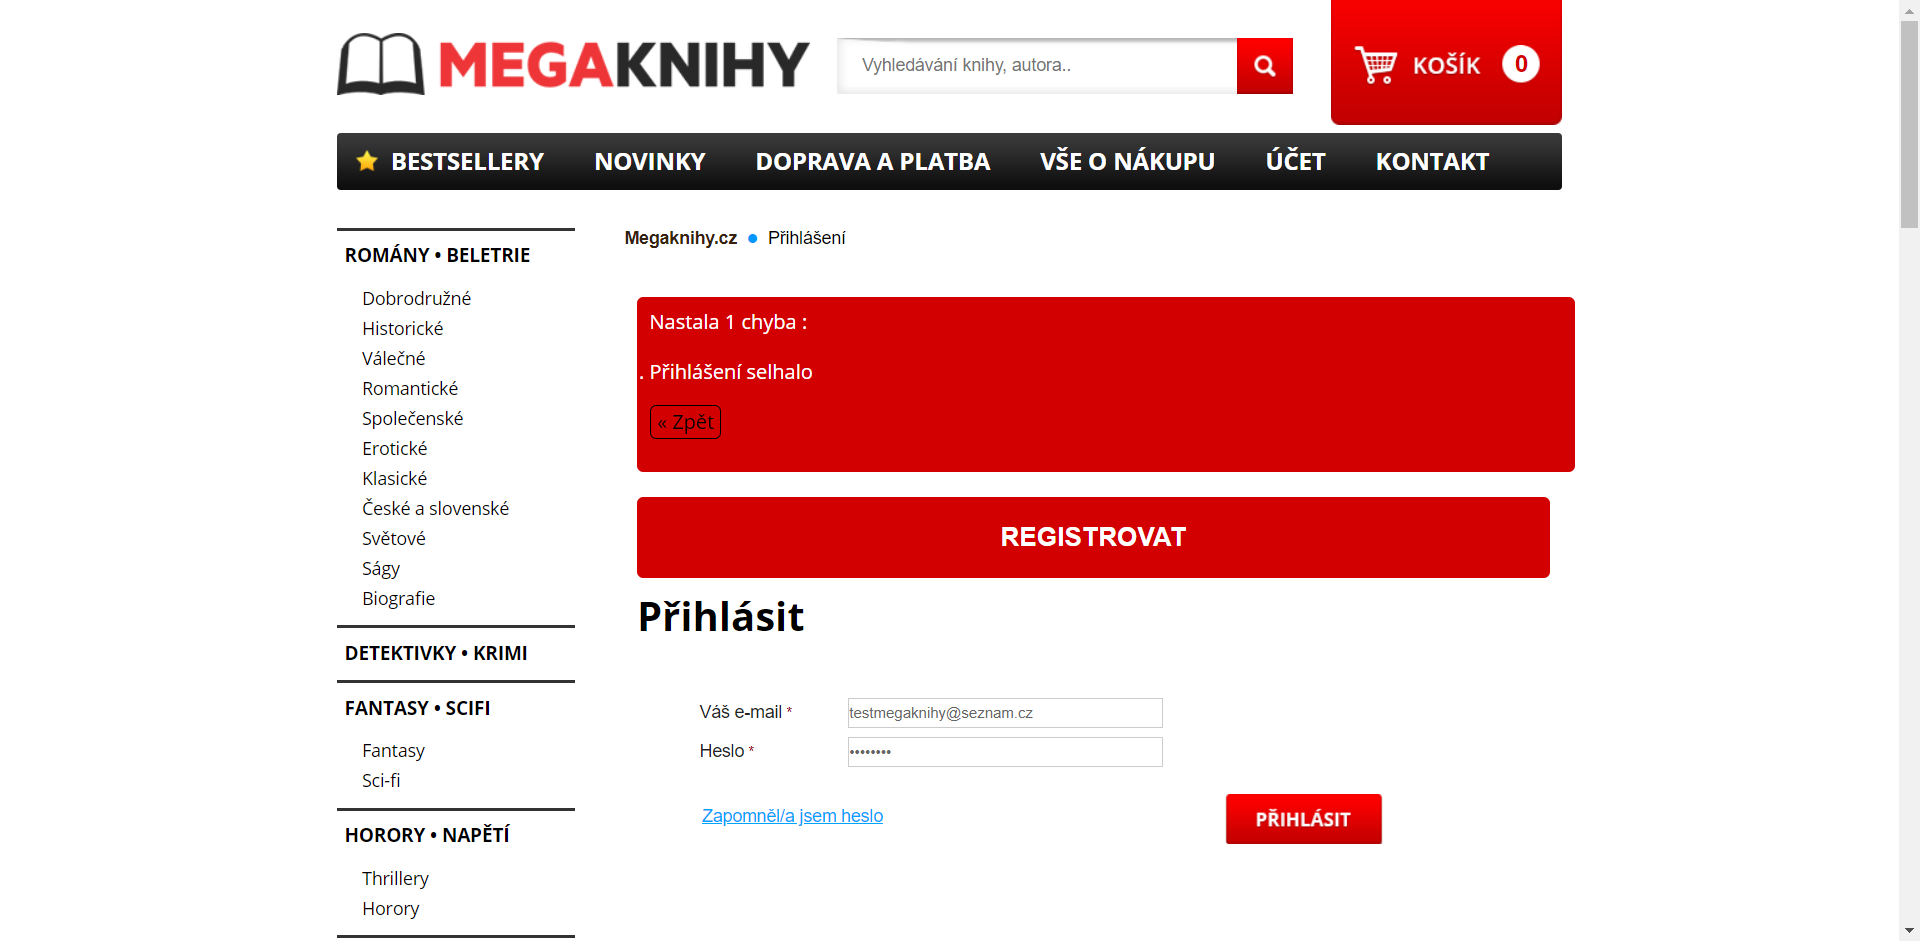 MEGAKNIHY
Vyhledávání knihy, autora..
KOŠÍK 0
BESTSELLERY NOVINKY DOPRAVA A PLATBA VŠE O NÁKUPU ÚČET KONTAKT
ROMÁNY • BELETRIE
Dobrodružné
Historické
Válečné
Romantické
Společenské
Erotické
Klasické
České a slovenské
Světové
Ságy
Biografie
DETEKTIVKY • KRIMI
FANTASY • SCIFI
Fantasy
Sci-fi
HORORY • NAPĚTÍ
Thrillery
Horory
Megaknihy.cz • Přihlášení
Nastala 1 chyba :
. Přihlášení selhalo
« Zpět
REGISTROVAT
Přihlásit
Váš e-mail * testmegaknihy@seznam.cz
Heslo * ••••••••
Zapomněl/a jsem heslo
PŘIHLÁSIT